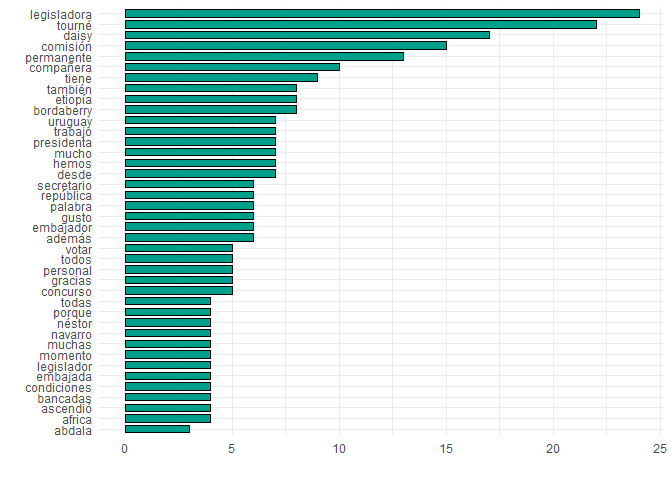 legisladora
tourné
daisy
comisión
permanente
compañera
tiene
también
etiopía
bordaberry
uruguay
trabajo
presidenta
mucho
hemos
desde
secretario
república
palabra
gusto
embajador
además
votar
todos
personal
gracias
concurso
todas
porque
néstor
navarro
muchas
momento
legislador
embajada
condiciones
bancadas
ascendió
africa
abdala
0 5 10 15 20 25